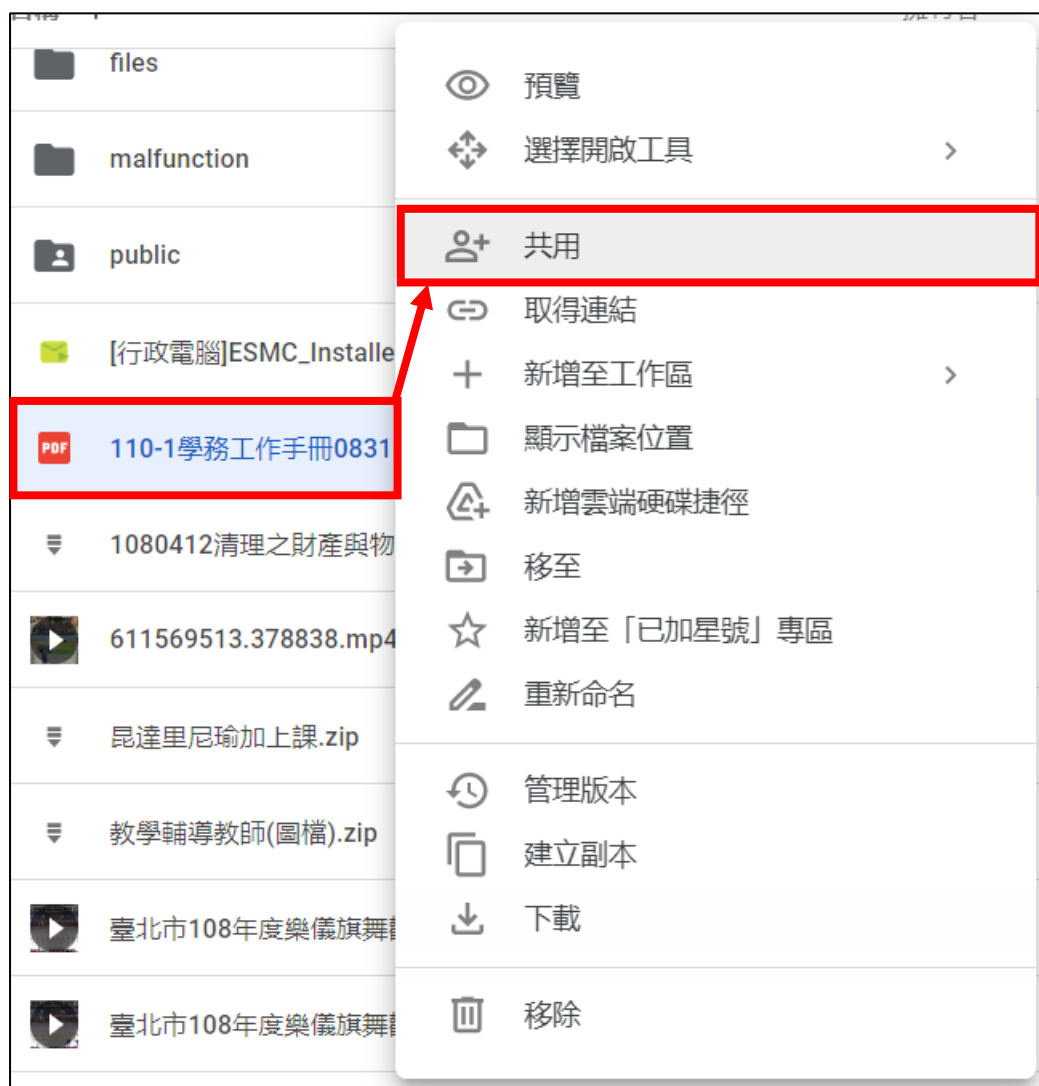 files
malfunction
public
[行政電腦]ESMC_Installe
PDF
110-1學務工作手冊0831
1080412清理之財產與物
611569513.378838.mp4
昆達里尼瑜加上課.zip
教學輔導教師(圖檔).zip
臺北市108年度樂儀旗舞
臺北市108年度樂儀旗舞
預覽
選擇開啟工具
共用
取得連結
新增至工作區
顯示檔案位置
新增雲端硬碟捷徑
移至
新增至「已加星號」專區
重新命名
管理版本
建立副本
下載
移除